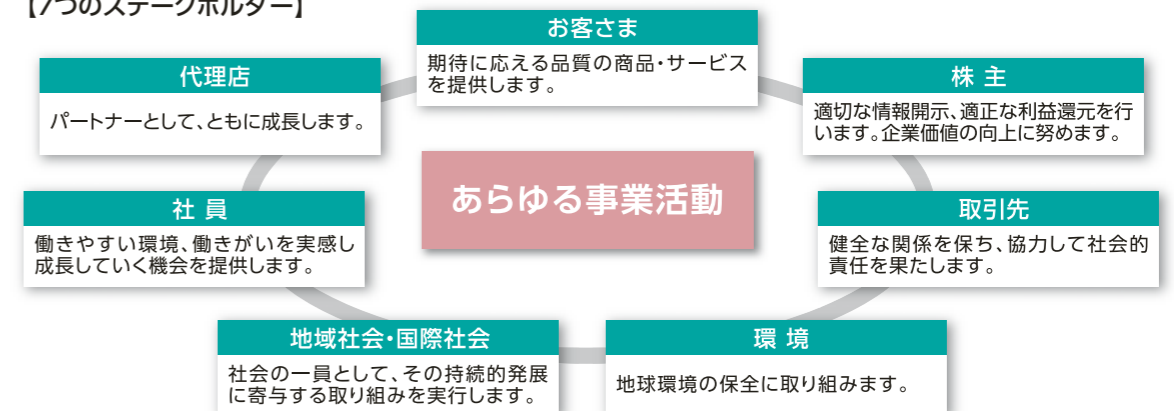 【7つのステークホルダー】
お客さま
期待に応える品質の商品・サービス
を提供します。
代理店
パートナーとして、ともに成長します。
株 主
適切な情報開示、適正な利益還元を行
います。企業価値の向上に努めます。
あらゆる事業活動
社 員
働きやすい環境、働きがいを実感し
成長していく機会を提供します。
取引先
健全な関係を保ち、協力して社会的
責任を果たします。
地域社会・国際社会
社会の一員として、その持続的発展
に寄与する取り組みを実行します。
環 境
地球環境の保全に取り組みます。